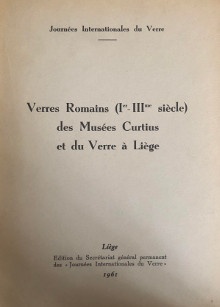 Journées Internationales du Verre
Verres Romains (Iᵉʳ-IIIᵐᵉ siècle)
des Musées Curtius
et du Verre à Liège
Liège
Edition du Secrétariat général permanent
des « Journées Internationales du Verre »
1961